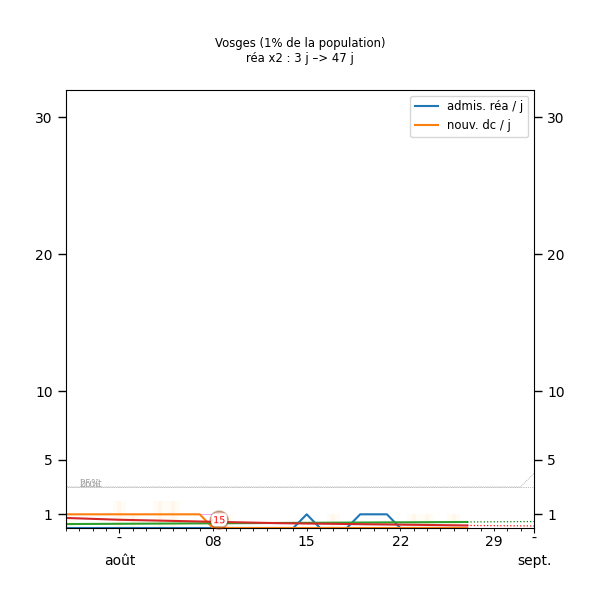 Vosges (1% de la population)
réa x2 : 3 j –> 47 j
admis. réa / j
nouv. dc / j
30 30
20 20
10 10
5 5
1 1
15
- 08 15 22 29 -
août sept.